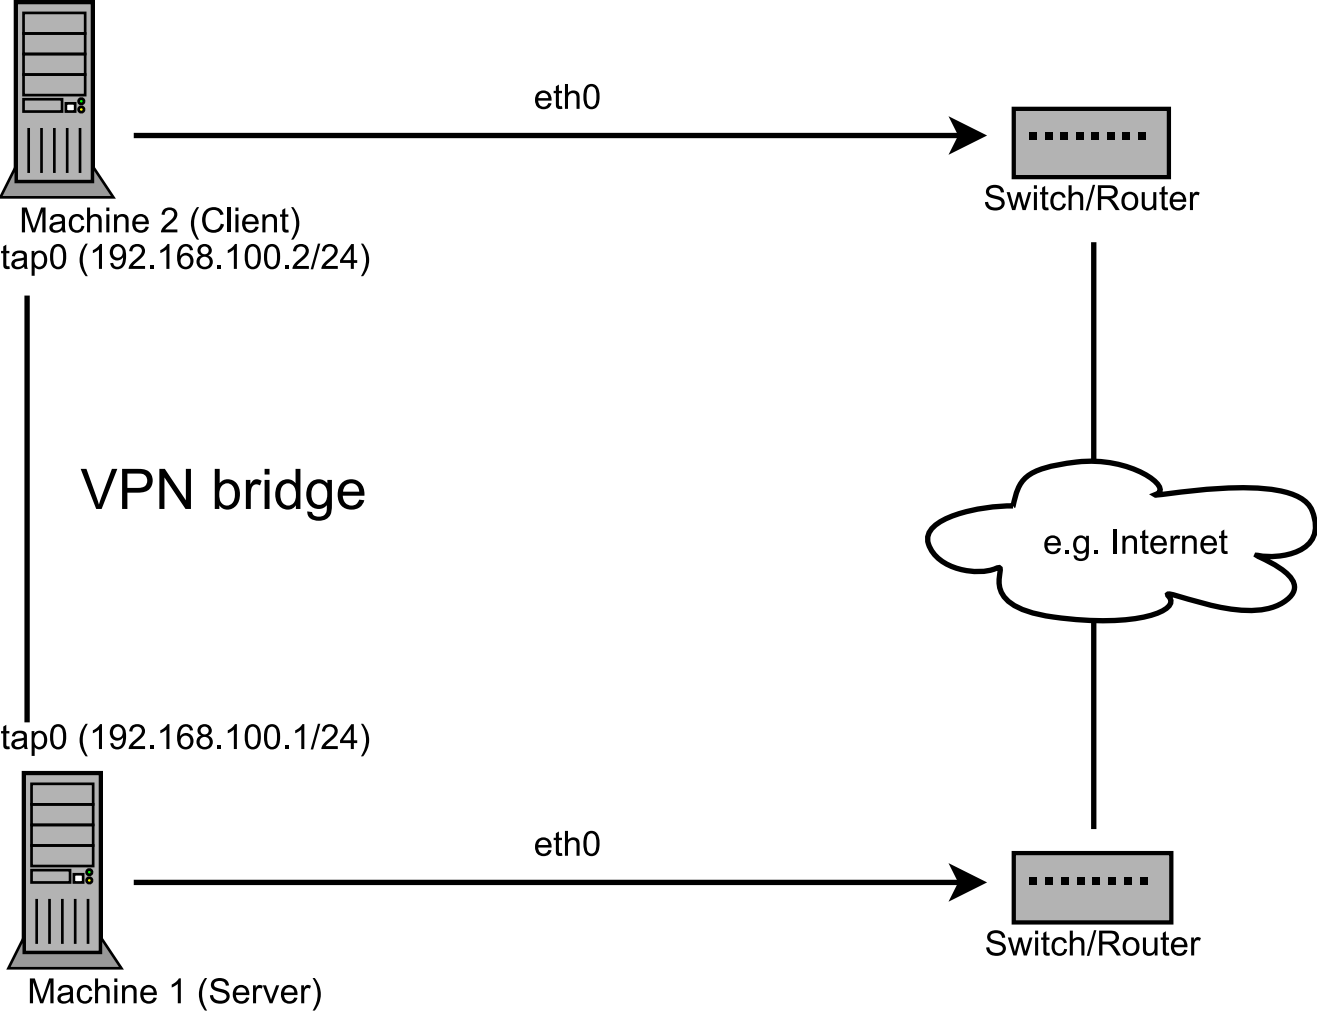 eth0
Switch/Router
Machine 2 (Client)
tap0 (192.168.100.2/24)
VPN bridge
e.g. Internet
tap0 (192.168.100.1/24)
eth0
Switch/Router
Machine 1 (Server)